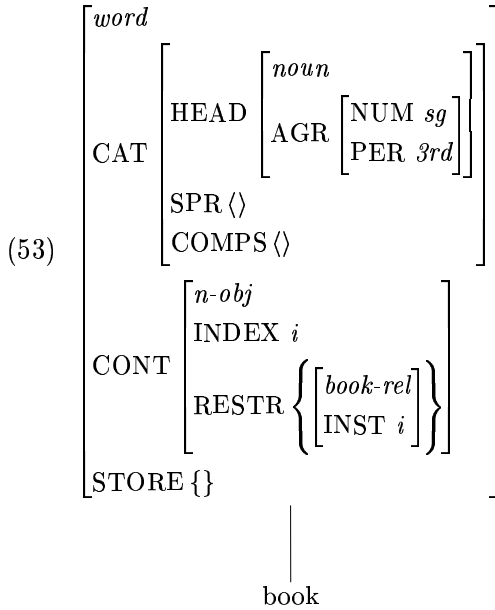 word
HEAD
noun
AGR
NUM sg
PER 3rd
CAT
SPR ⟨⟩
COMPS ⟨⟩
(53)
n-obj
INDEX i
CONT
RESTR
book-rel
INST i
STORE {}
book